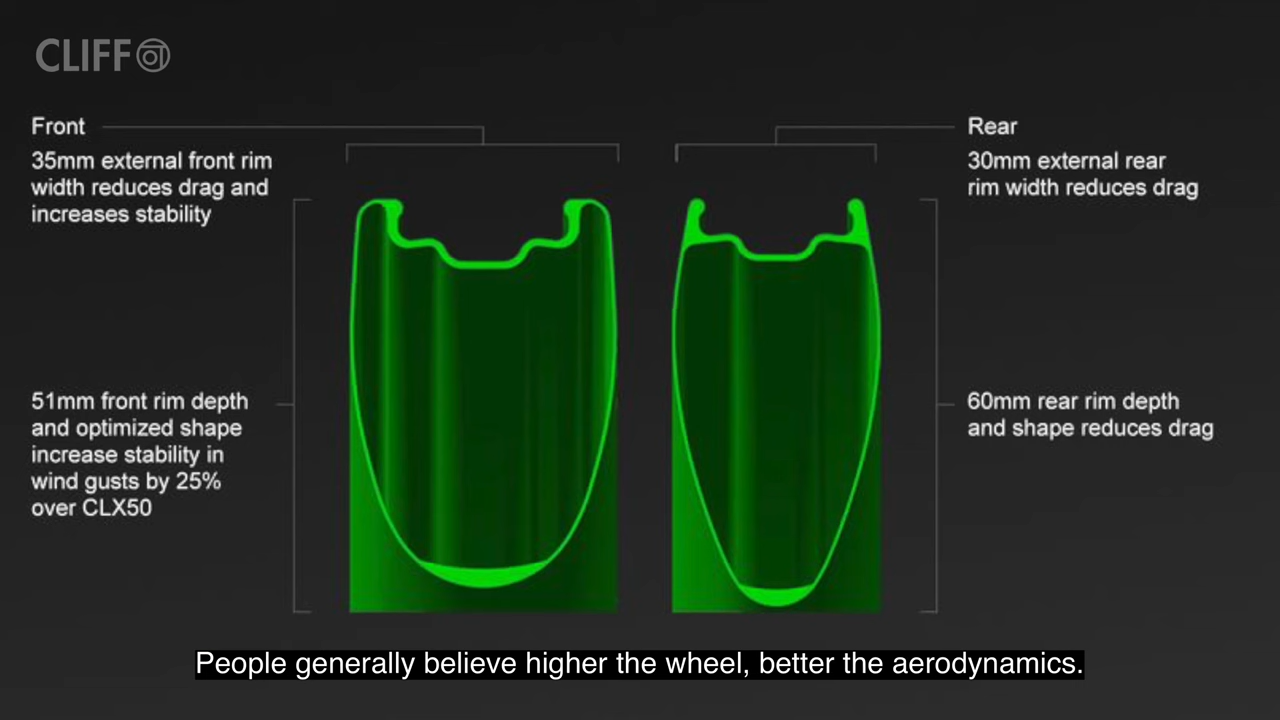 CLIFF
Front
35mm external front rim
width reduces drag and
increases stability
51mm front rim depth
and optimized shape
increase stability in
wind gusts by 25%
over CLX50
Rear
30mm external rear
rim width reduces drag
60mm rear rim depth
and shape reduces drag
People generally believe higher the wheel, better the aerodynamics.